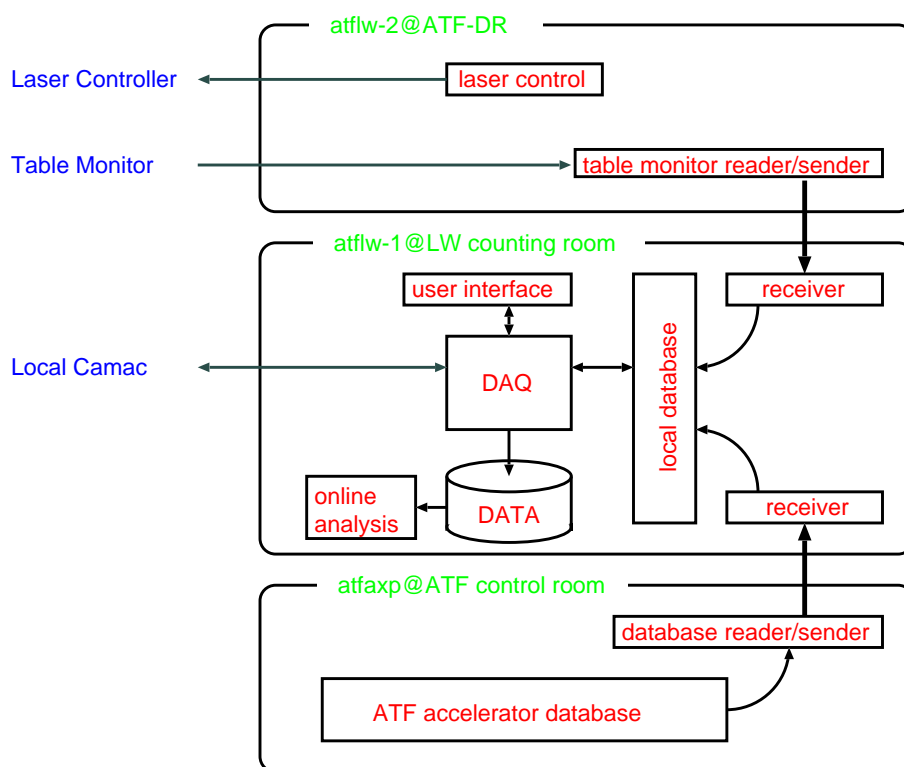 atflw-2@ATF-DR
Laser Controller
laser control
Table Monitor
table monitor reader/sender
atflw-1@LW counting room
user interface
receiver
Local Camac
DAQ
local database
online
analysis
DATA
receiver
atfaxp@ATF control room
database reader/sender
ATF accelerator database